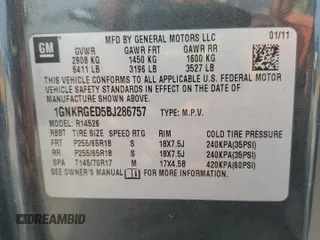 GM
MFD BY GENERAL MOTORS LLC 01/11
GVWR GAWR FRT GAWR RR
2908 KG 1450 KG 1600 KG
6411 LB 3196 LB 3527 LB
THIS VEHICLE CONFORMS TO ALL APPLICABLE U.S. FEDERAL MOTOR
VEHICLE SAFETY STANDARDS IN EFFECT ON THE DATE OF
MANUFACTURE SHOWN ABOVE.
1GNKRGED5BJ286757 TYPE: M.P.V.
MODEL: R14526
RBBT TIRE SIZE SPEED RTG RIM COLD TIRE PRESSURE
FRT P255/65R18 S 18X7.5J 240KPA(35PSI)
RR P255/65R18 S 18X7.5J 240KPA(35PSI)
SPA T145/70R17 M 17X4.5B 420KPA(60PSI)
SEE OWNER'S MANUAL FOR MORE INFORMATION.
DREAMBID